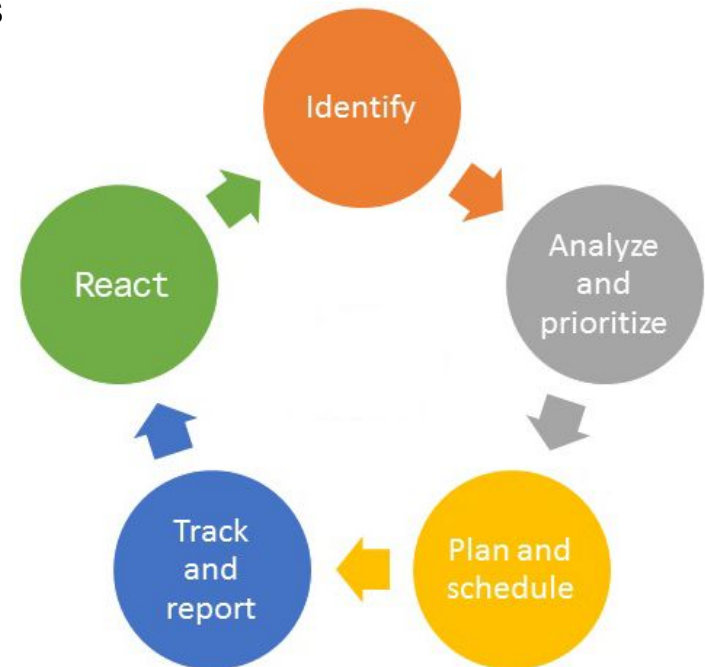 s
Identify
Analyze
and
prioritize
Plan and
schedule
Track
and
report
React